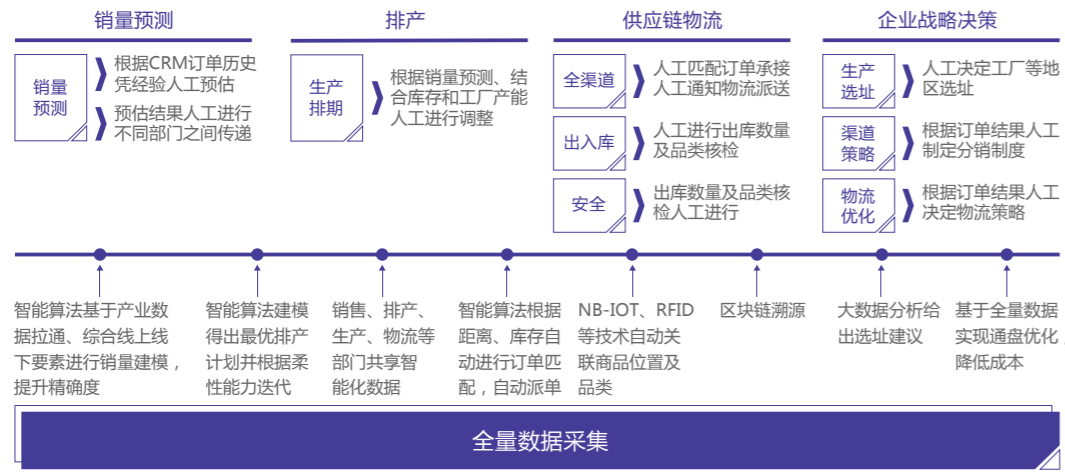 销量预测
销量
预测
根据CRM订单历史
凭经验人工预估
预估结果人工进行
不同部门之间传递
排产
生产
排期
根据销量预测、结
合库存和工厂产能
人工进行调整
供应链物流
全渠道
人工匹配订单承接
人工通知物流派送
出入库
人工进行出库数量
及品类核检
安全
出库数量及品类核
检人工进行
企业战略决策
生产
选址
人工决定工厂等地
区选址
渠道
策略
根据订单结果人工
制定分销制度
物流
优化
根据订单结果人工
决定物流策略
智能算法基于产业数
据拉通、综合线上线
下要素进行销量建模，
提升精确度
智能算法建模
得出最优排产
计划并根据柔
性能力迭代
销售、排产、
生产、物流等
部门共享智
能化数据
智能算法根据
距离、库存自
动进行订单匹
配，自动派单
NB-IOT、RFID
等技术自动关
联商品位置及
品类
区块链溯源
大数据分析给
出选址建议
基于全量数据
实现通盘优化，
降低成本
全量数据采集